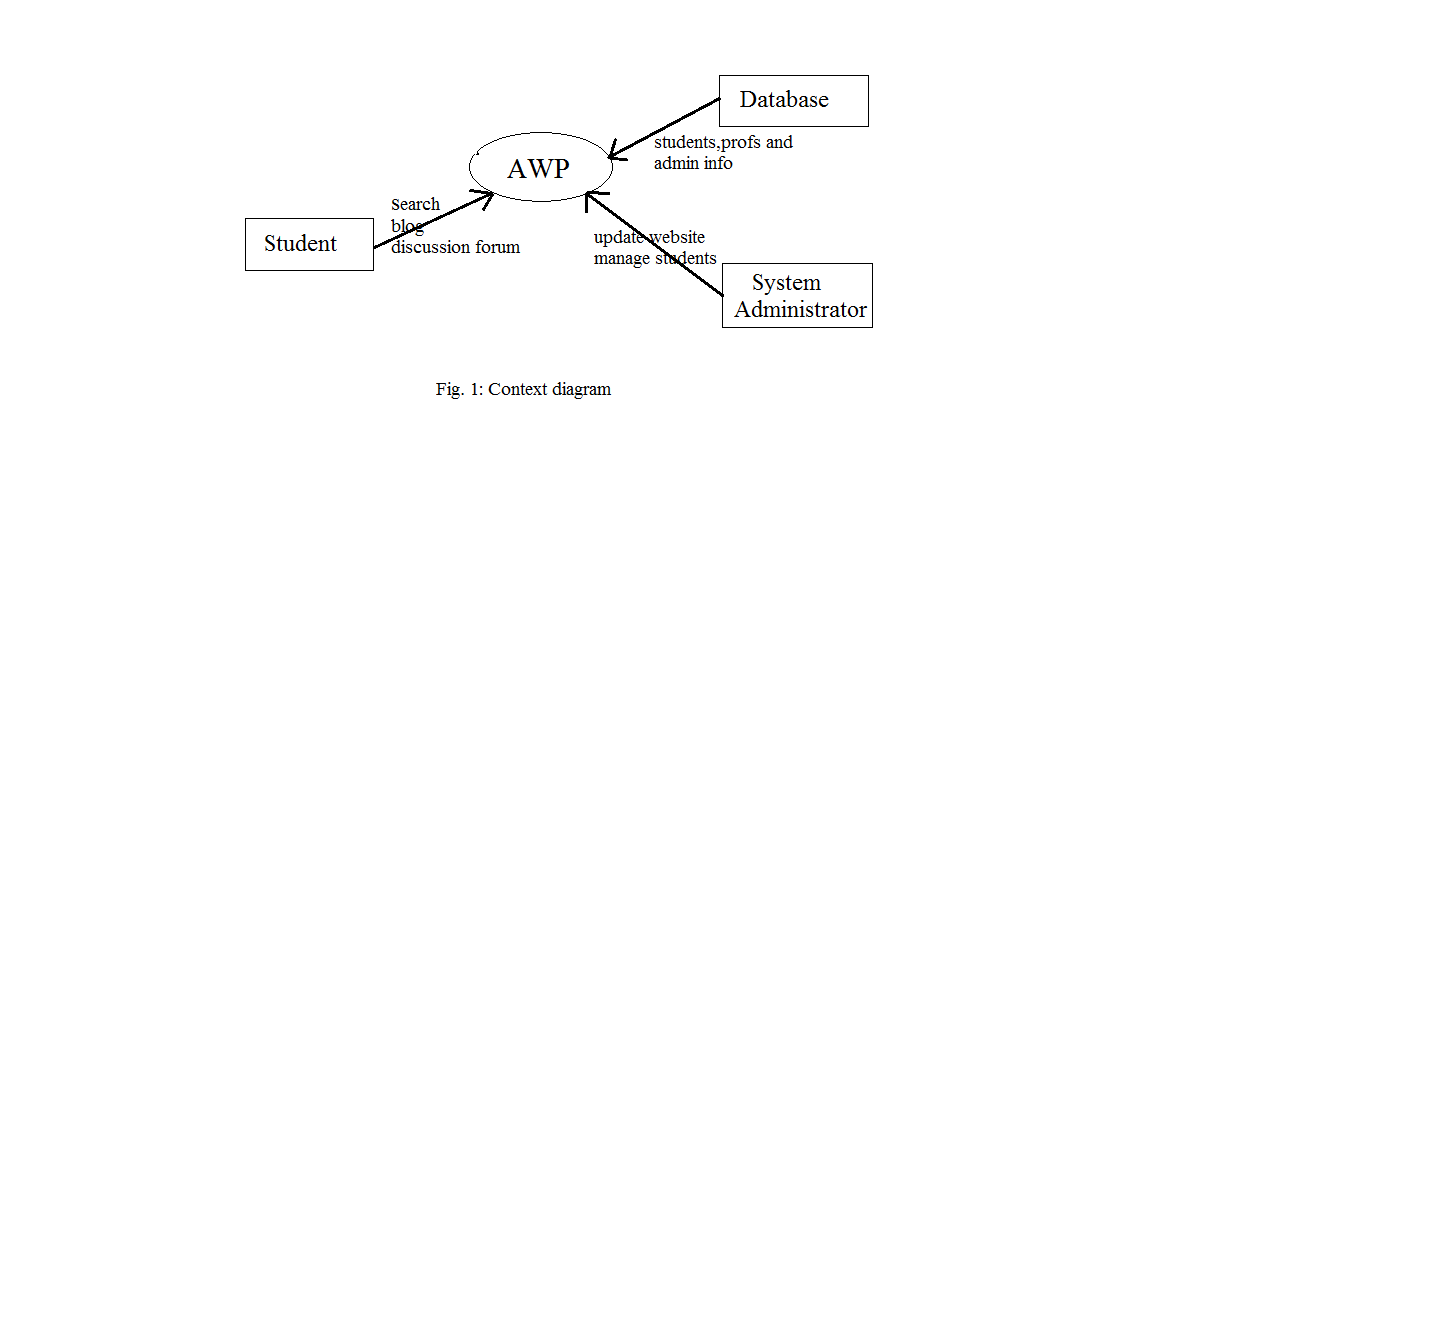 Database
students,profs and
admin info
AWP
Search
blog
discussion forum
Student
update website
manage students
System
Administrator
Fig. 1: Context diagram